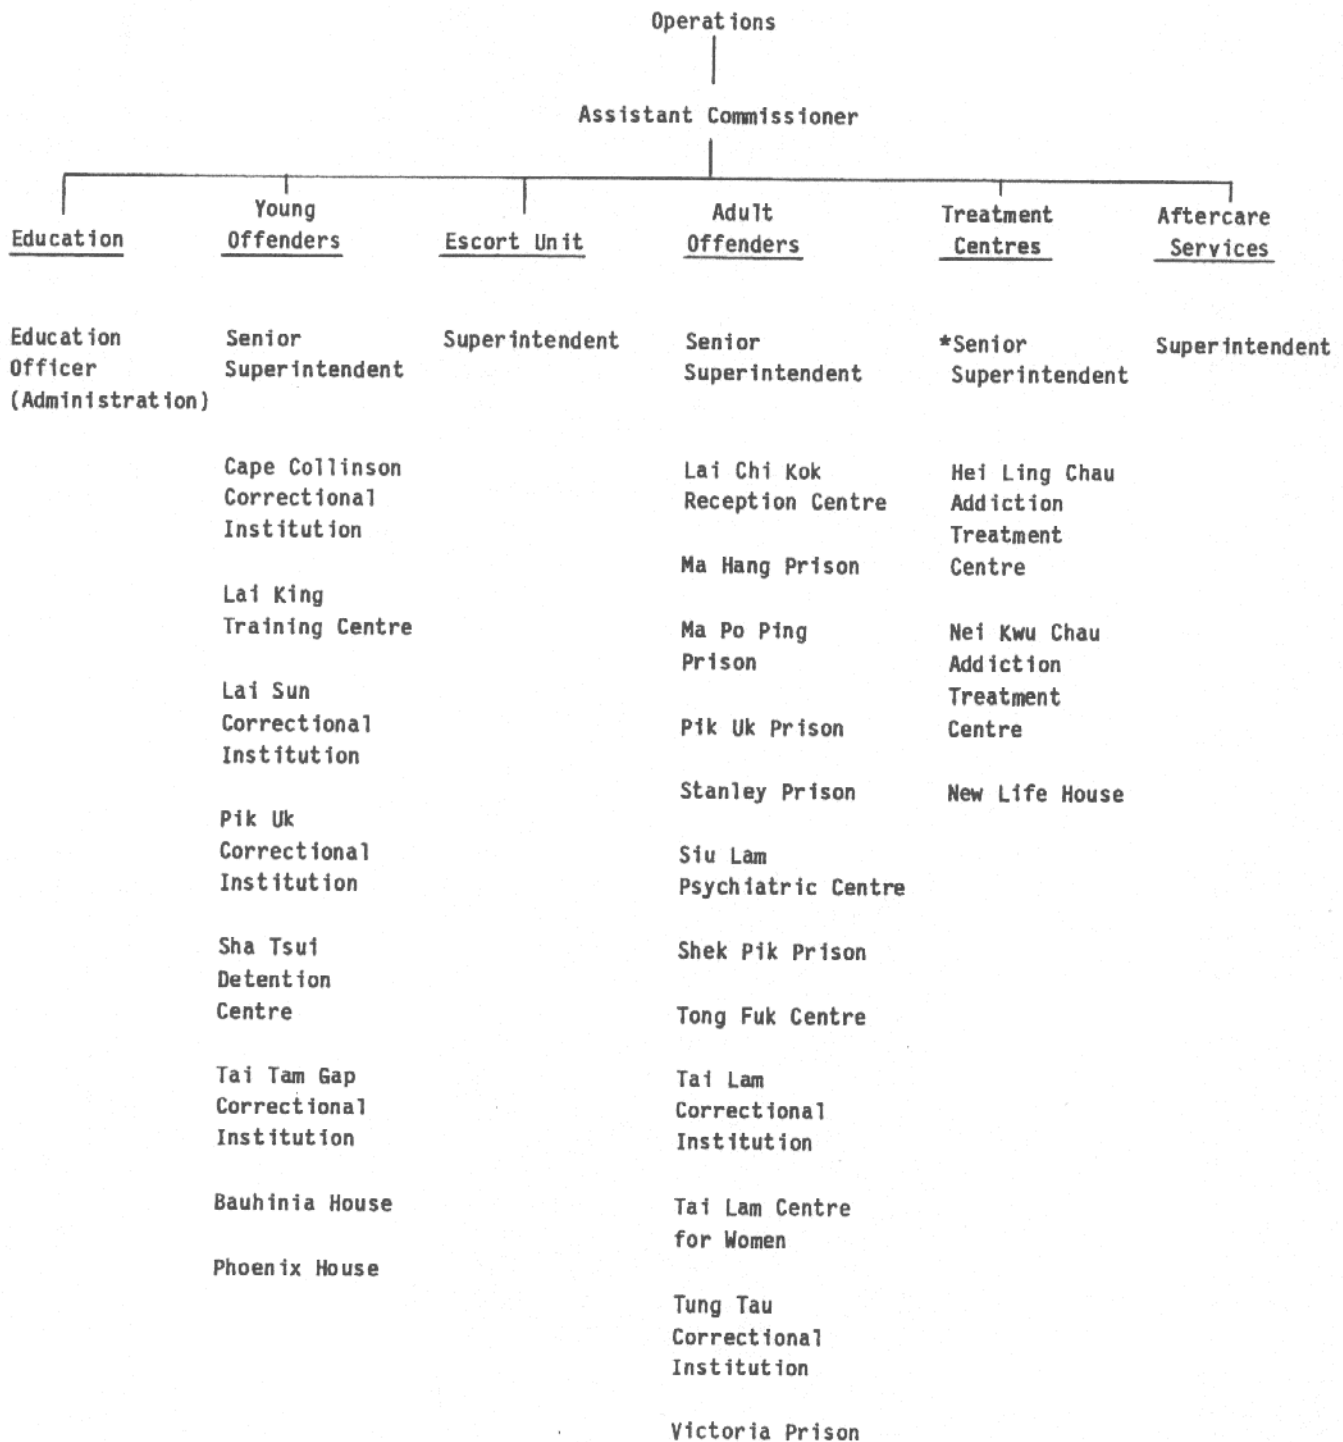 Operations
Assistant Commissioner
Education
Young
Offenders
Escort Unit
Adult
Offenders
Treatment
Centres
Aftercare
Services
Education
Officer
(Administration)
Senior
Superintendent
Superintendent
Senior
Superintendent
*Senior
Superintendent
Superintendent
Cape Collinson
Correctional
Institution
Lai King
Training Centre
Lai Sun
Correctional
Institution
Pik Uk
Correctional
Institution
Sha Tsui
Detention
Centre
Tai Tam Gap
Correctional
Institution
Bauhinia House
Phoenix House
Lai Chi Kok
Reception Centre
Ma Hang Prison
Ma Po Ping
Prison
Pik Uk Prison
Stanley Prison
Siu Lam
Psychiatric Centre
Shek Pik Prison
Tong Fuk Centre
Tai Lam
Correctional
Institution
Tai Lam Centre
for Women
Tung Tau
Correctional
Institution
Victoria Prison
Hei Ling Chau
Addiction
Treatment
Centre
Nei Kwu Chau
Addiction
Treatment
Centre
New Life House